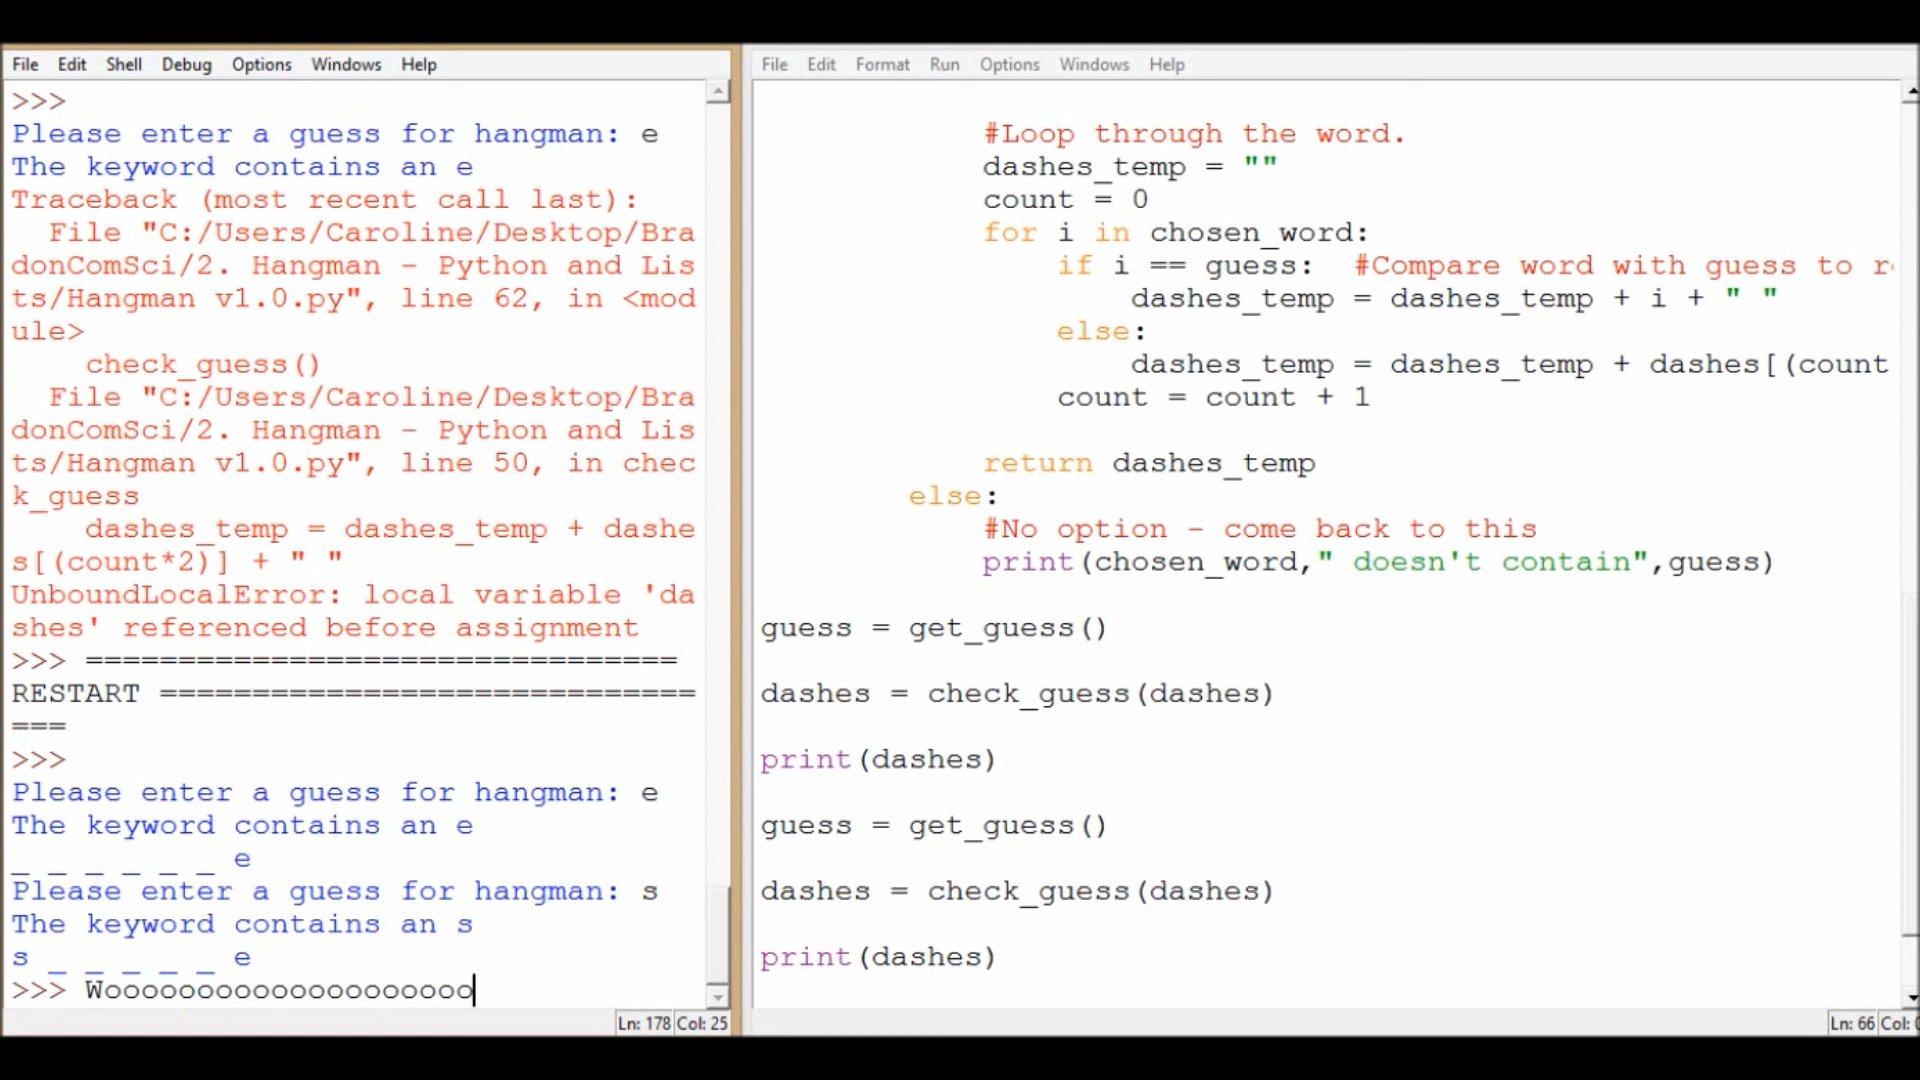 File Edit Shell Debug Options Windows Help
>>>
Please enter a guess for hangman: e
The keyword contains an e
Traceback (most recent call last):
  File "C:/Users/Caroline/Desktop/Bra
donComSci/2. Hangman - Python and Lis
ts/Hangman v1.0.py", line 62, in <mod
ule>
    check_guess()
  File "C:/Users/Caroline/Desktop/Bra
donComSci/2. Hangman - Python and Lis
ts/Hangman v1.0.py", line 50, in chec
k_guess
    dashes_temp = dashes_temp + dashe
s[(count*2)] + " "
UnboundLocalError: local variable 'da
shes' referenced before assignment
>>> ================================
RESTART =============================
===
>>>
Please enter a guess for hangman: e
The keyword contains an e
_ _ _ _ _ _ e
Please enter a guess for hangman: s
The keyword contains an s
s _ _ _ _ _ e
>>> Woooooooooooooooooooo
Ln: 178 Col: 25
File Edit Format Run Options Windows Help
            #Loop through the word.
            dashes_temp = ""
            count = 0
            for i in chosen_word:
                if i == guess:  #Compare word with guess to
                    dashes_temp = dashes_temp + i + " "
                else:
                    dashes_temp = dashes_temp + dashes[(count
                count = count + 1
            return dashes_temp
        else:
            #No option - come back to this
            print(chosen_word," doesn't contain",guess)
guess = get_guess()
dashes = check_guess(dashes)
print(dashes)
guess = get_guess()
dashes = check_guess(dashes)
print(dashes)
Ln: 66 Col: